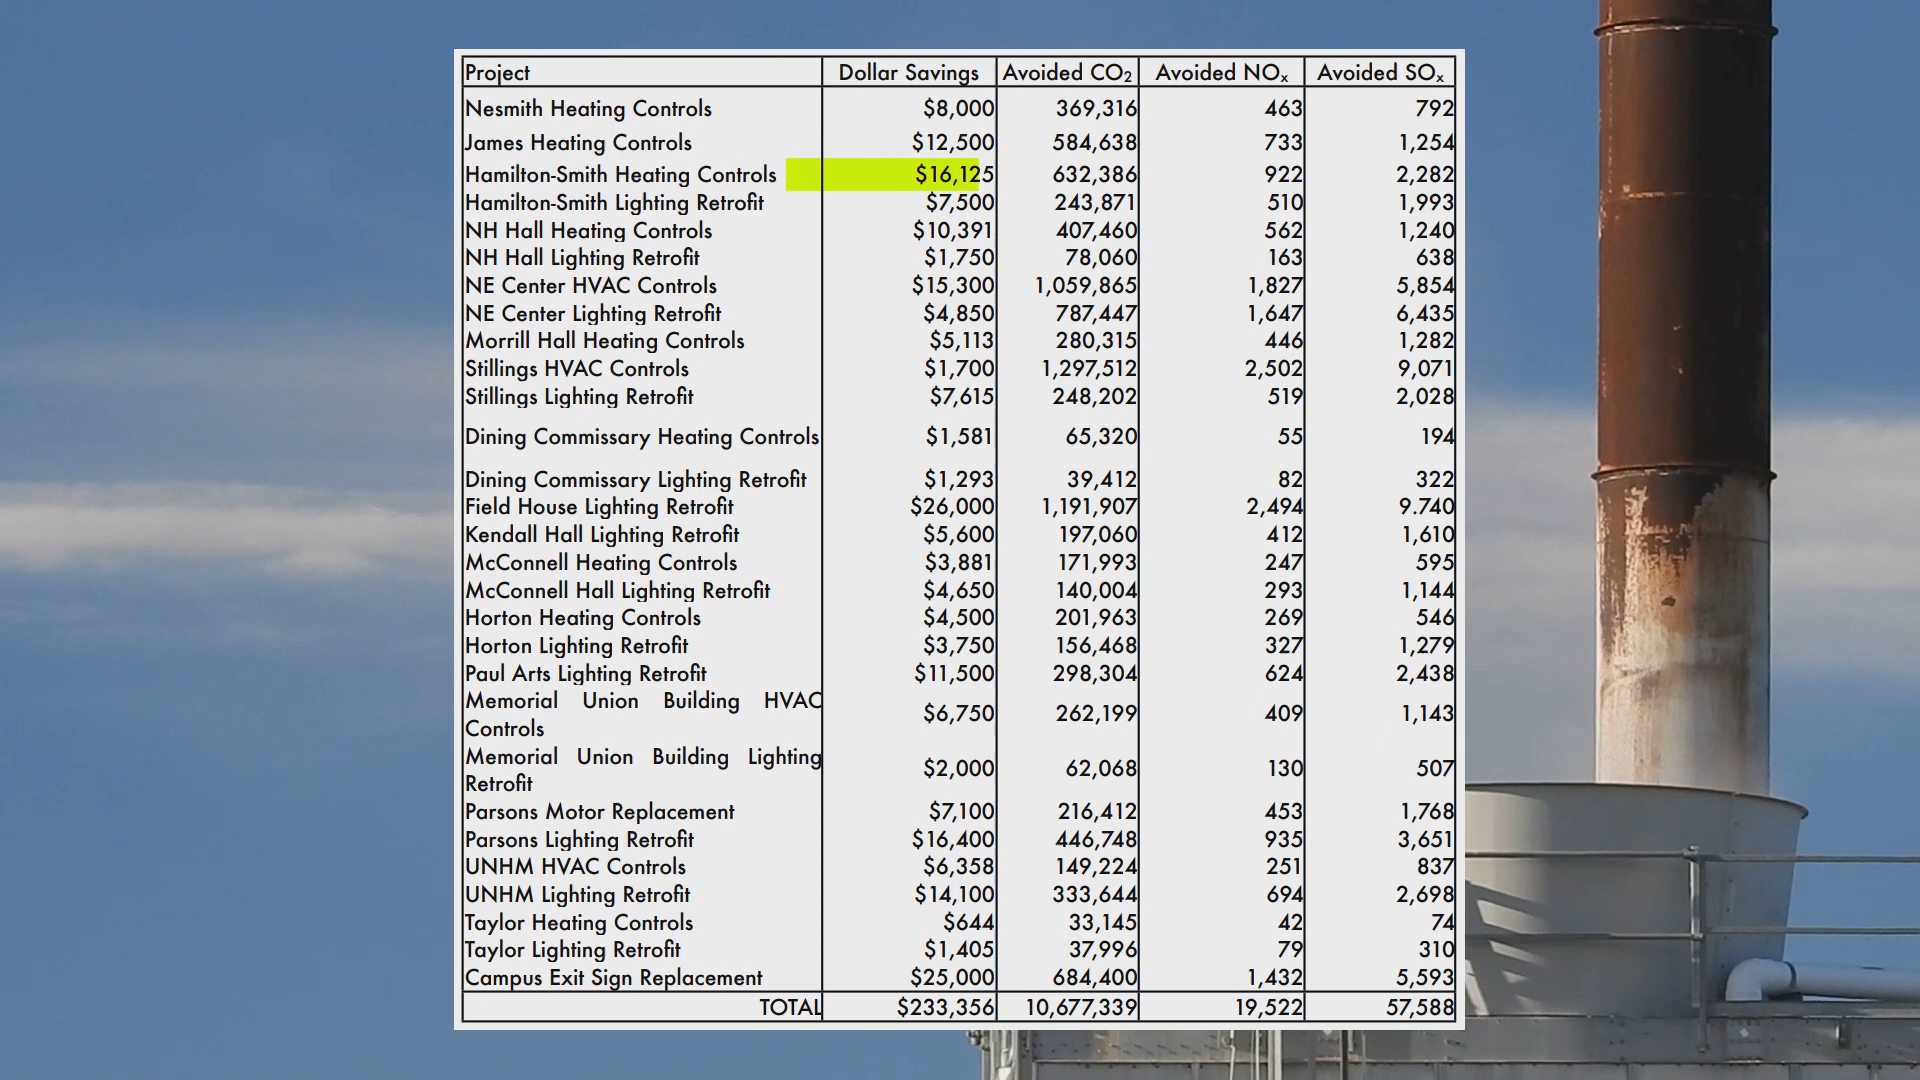 Project Dollar Savings Avoided CO₂ Avoided NOₓ Avoided SOₓ
Nesmith Heating Controls $8,000 369,316 463 792
James Heating Controls $12,500 584,638 733 1,254
Hamilton-Smith Heating Controls $16,125 632,386 922 2,282
Hamilton-Smith Lighting Retrofit $7,500 243,871 510 1,993
NH Hall Heating Controls $10,391 407,460 562 1,240
NH Hall Lighting Retrofit $1,750 78,060 163 638
NE Center HVAC Controls $15,300 1,059,865 1,827 5,854
NE Center Lighting Retrofit $4,850 787,447 1,647 6,435
Morrill Hall Heating Controls $5,113 280,315 446 1,282
Stillings HVAC Controls $1,700 1,297,512 2,502 9,071
Stillings Lighting Retrofit $7,615 248,202 519 2,028
Dining Commissary Heating Controls $1,581 65,320 55 194
Dining Commissary Lighting Retrofit $1,293 39,412 82 322
Field House Lighting Retrofit $26,000 1,191,907 2,494 9.740
Kendall Hall Lighting Retrofit $5,600 197,060 412 1,610
McConnell Heating Controls $3,881 171,993 247 595
McConnell Hall Lighting Retrofit $4,650 140,004 293 1,144
Horton Heating Controls $4,500 201,963 269 546
Horton Lighting Retrofit $3,750 156,468 327 1,279
Paul Arts Lighting Retrofit $11,500 298,304 624 2,438
Memorial Union Building HVAC
Controls $6,750 262,199 409 1,143
Memorial Union Building Lighting
Retrofit $2,000 62,068 130 507
Parsons Motor Replacement $7,100 216,412 453 1,768
Parsons Lighting Retrofit $16,400 446,748 935 3,651
UNHM HVAC Controls $6,358 149,224 251 837
UNHM Lighting Retrofit $14,100 333,644 694 2,698
Taylor Heating Controls $644 33,145 42 74
Taylor Lighting Retrofit $1,405 37,996 79 310
Campus Exit Sign Replacement $25,000 684,400 1,432 5,593
TOTAL $233,356 10,677,339 19,522 57,588